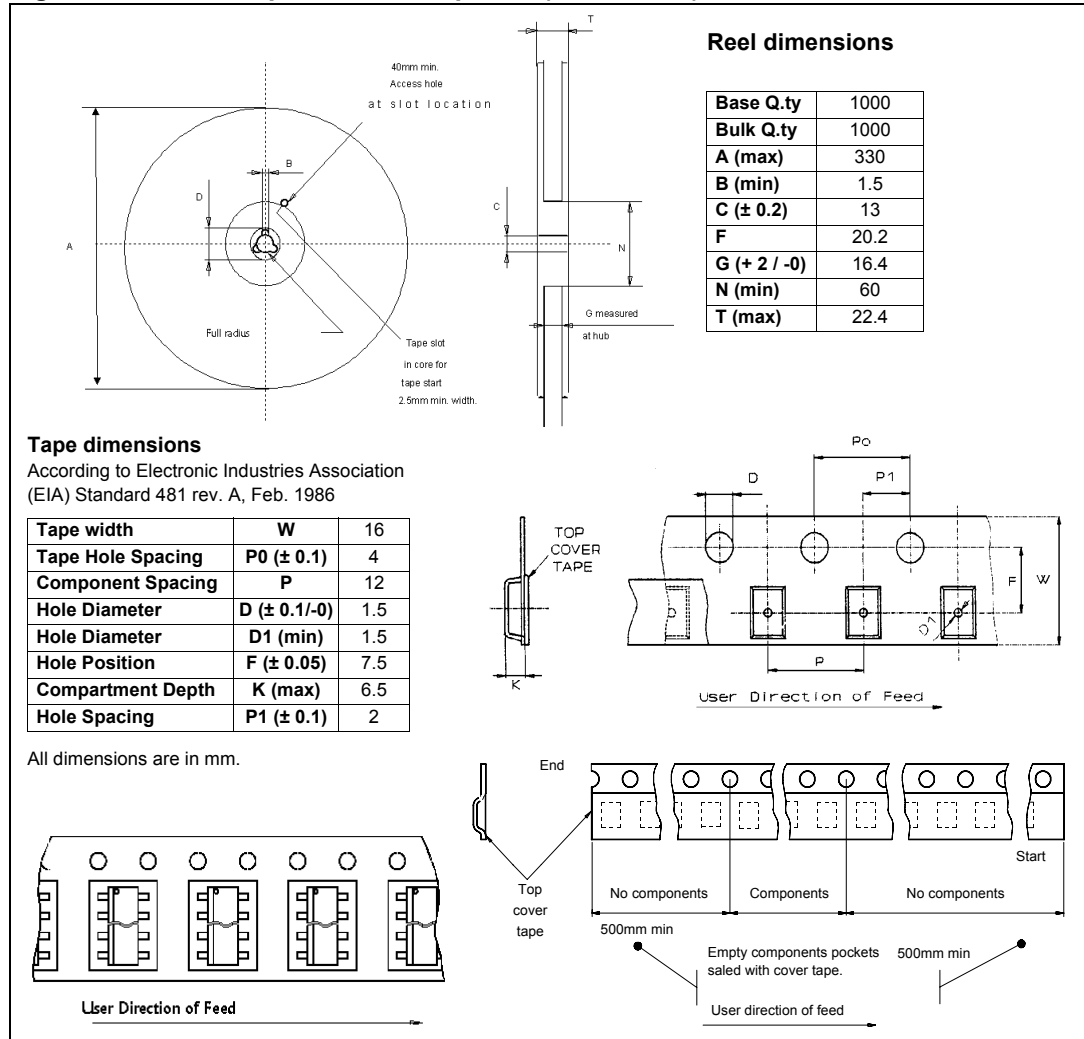 T
Reel dimensions
40mm min.
Access hole
at slot location
Base Q.ty 1000
Bulk Q.ty 1000
A (max) 330
B (min) 1.5
C (± 0.2) 13
F 20.2
G (+ 2 / -0) 16.4
N (min) 60
T (max) 22.4
B
D
C
A
N
G measured
at hub
Full radius
Tape slot
in core for
tape start
2.5mm min. width.
Tape dimensions
According to Electronic Industries Association
(EIA) Standard 481 rev. A, Feb. 1986
Tape width W 16
Tape Hole Spacing P0 (± 0.1) 4
Component Spacing P 12
Hole Diameter D (± 0.1/-0) 1.5
Hole Diameter D1 (min) 1.5
Hole Position F (± 0.05) 7.5
Compartment Depth K (max) 6.5
Hole Spacing P1 (± 0.1) 2
All dimensions are in mm.
Po
D
P1
TOP
COVER
TAPE
F
W
D1
P
K
User Direction of Feed
End
Start
Top
cover
tape
No components
Components
No components
500mm min
Empty components pockets
saled with cover tape.
500mm min
User direction of feed
User Direction of Feed